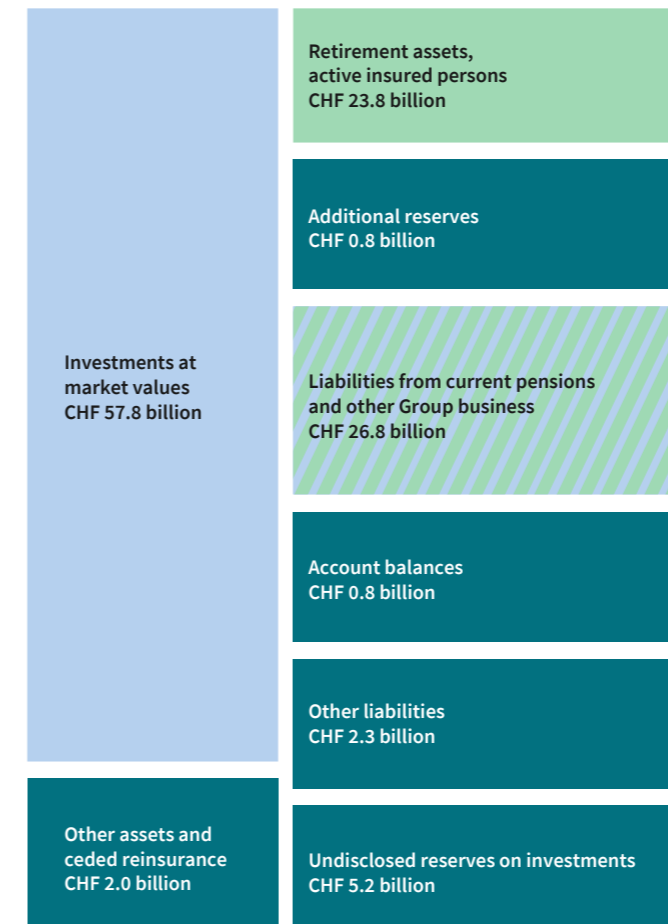 Investments at
market values
CHF 57.8 billion
Other assets and
ceded reinsurance
CHF 2.0 billion
Retirement assets,
active insured persons
CHF 23.8 billion
Additional reserves
CHF 0.8 billion
Liabilities from current pensions
and other Group business
CHF 26.8 billion
Account balances
CHF 0.8 billion
Other liabilities
CHF 2.3 billion
Undisclosed reserves on investments
CHF 5.2 billion